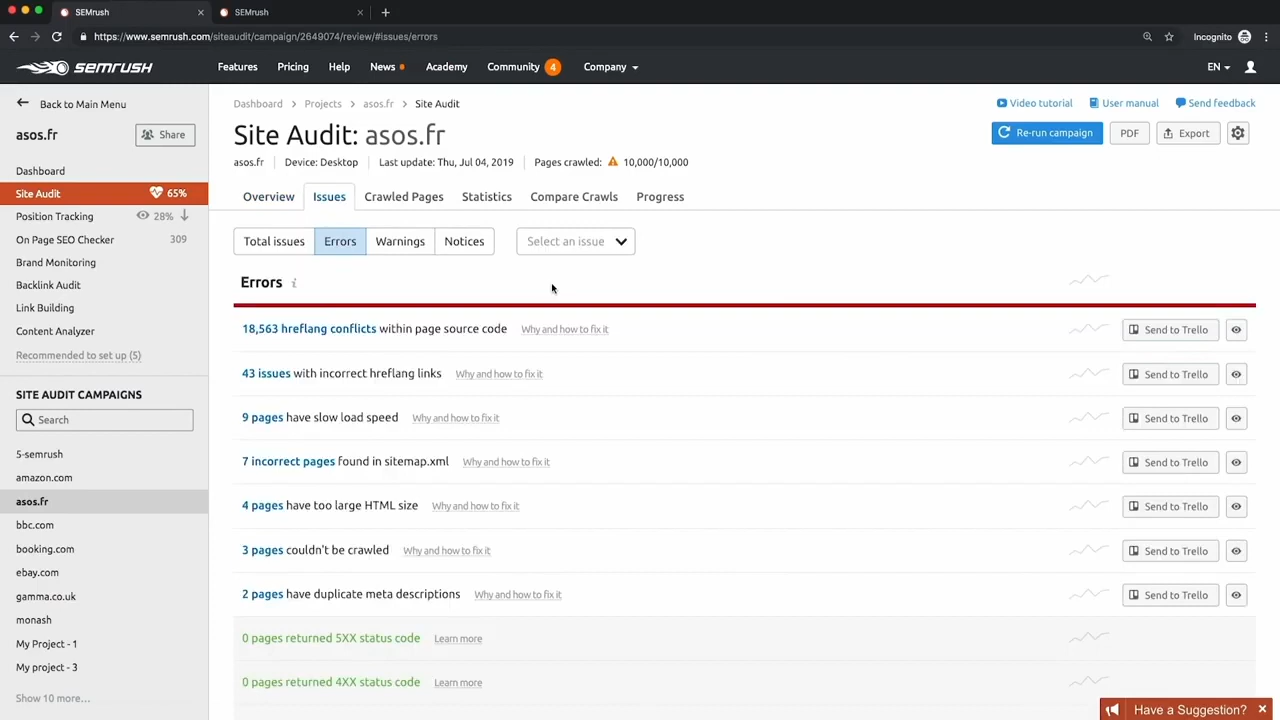 SEMrush
SEMrush
https://www.semrush.com/siteaudit/campaign/2649074/review/#issues/errors
Incognito
SEMRUSH
Features
Pricing
Help
News
Academy
Community 4
Company
EN
Back to Main Menu
asos.fr
Share
Dashboard
Site Audit 65%
Position Tracking 28%
On Page SEO Checker 309
Brand Monitoring
Backlink Audit
Link Building
Content Analyzer
Recommended to set up (5)
SITE AUDIT CAMPAIGNS
Search
5-semrush
amazon.com
asos.fr
bbc.com
booking.com
ebay.com
gamma.co.uk
monash
My Project - 1
My project - 3
Show 10 more...
Dashboard > Projects > asos.fr > Site Audit
Video tutorial
User manual
Send feedback
Site Audit: asos.fr
Re-run campaign
PDF
Export
asos.fr
Device: Desktop
Last update: Thu, Jul 04, 2019
Pages crawled: 10,000/10,000
Overview
Issues
Crawled Pages
Statistics
Compare Crawls
Progress
Total issues
Errors
Warnings
Notices
Select an issue
Errors i
18,563 hreflang conflicts within page source code Why and how to fix it Send to Trello
43 issues with incorrect hreflang links Why and how to fix it Send to Trello
9 pages have slow load speed Why and how to fix it Send to Trello
7 incorrect pages found in sitemap.xml Why and how to fix it Send to Trello
4 pages have too large HTML size Why and how to fix it Send to Trello
3 pages couldn't be crawled Why and how to fix it Send to Trello
2 pages have duplicate meta descriptions Why and how to fix it Send to Trello
0 pages returned 5XX status code Learn more
0 pages returned 4XX status code Learn more
Have a Suggestion?